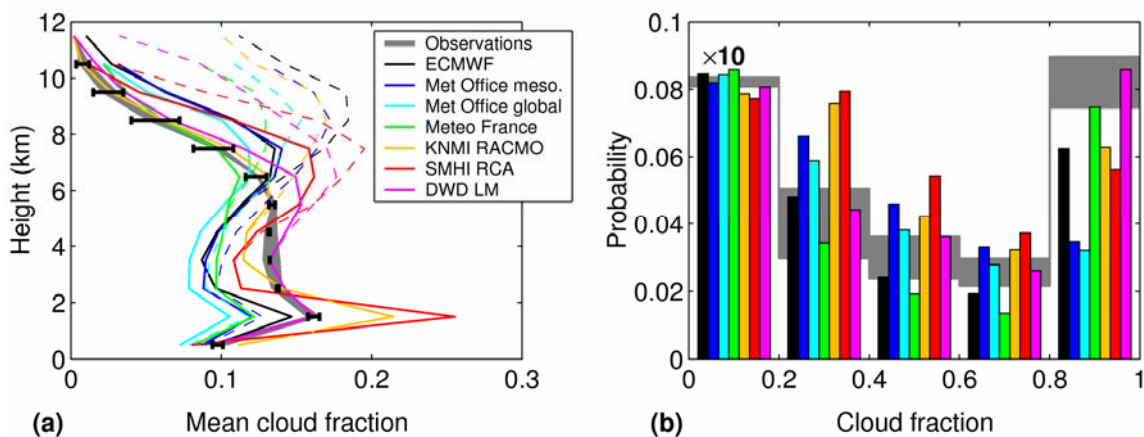 12
10
8
6
4
2
0
Height (km)
0
0.1
0.2
0.3
(a)
Mean cloud fraction
Observations
ECMWF
Met Office meso.
Met Office global
Meteo France
KNMI RACMO
SMHI RCA
DWD LM
0.1
0.08
0.06
0.04
0.02
0
Probability
×10
0
0.2
0.4
0.6
0.8
1
(b)
Cloud fraction